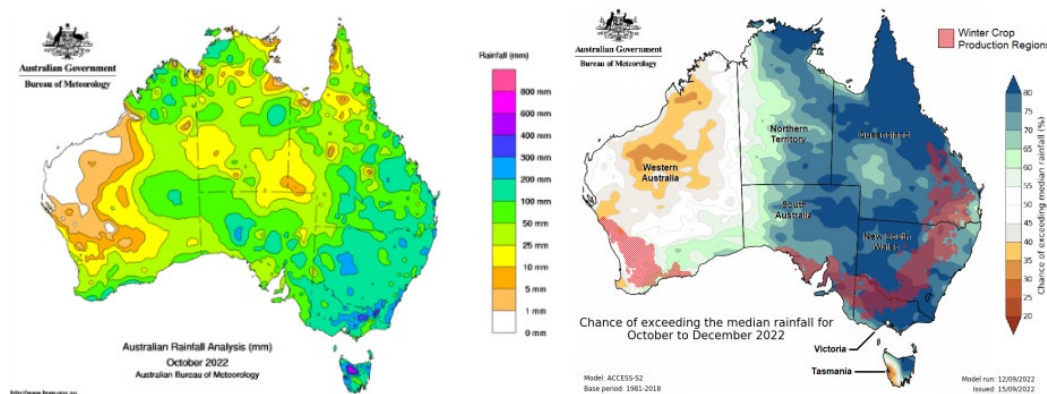 Australian Government
Bureau of Meteorology
Rainfall (mm)
800 mm
600 mm
400 mm
300 mm
200 mm
100 mm
50 mm
25 mm
10 mm
5 mm
1 mm
0 mm
Australian Rainfall Analysis (mm)
October 2022
Australian Bureau of Meteorology
Australian Government
Bureau of Meteorology
Winter Crop
Production Regions
Northern
Territory
Queensland
Western
Australia
South
Australia
New South
Wales
80
75
70
65
60
55
50
45
40
35
30
25
20
Chance of exceeding median rainfall (%)
Chance of exceeding the median rainfall for
October to December 2022
Victoria
Tasmania
Model: ACCESS-S2
Base period: 1981-2018
Model run: 12/09/2022
Issued: 15/09/2022